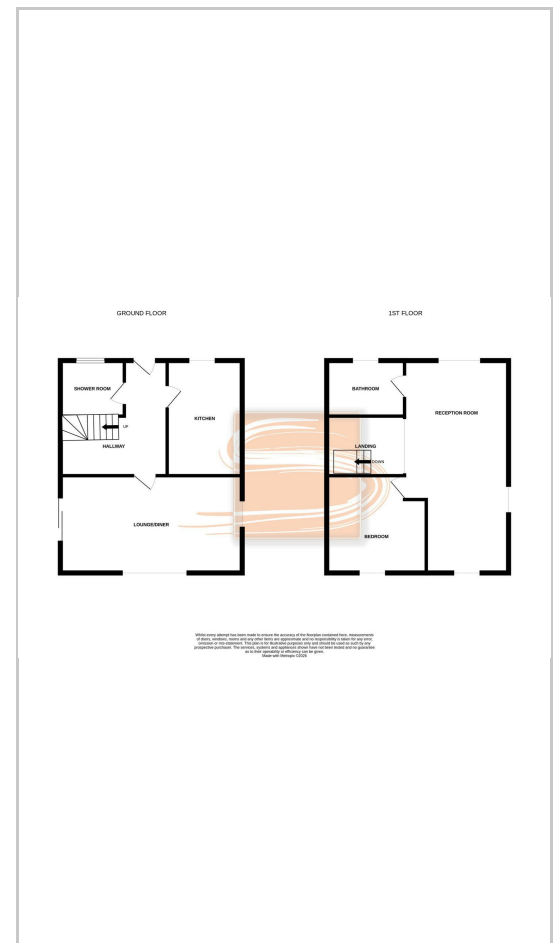 GROUND FLOOR
1ST FLOOR
SHOWER ROOM
KITCHEN
UP
HALLWAY
LOUNGE/DINER
BATHROOM
RECEPTION ROOM
LANDING
DOWN
BEDROOM
Whilst every attempt has been made to ensure the accuracy of the floorplan contained here, measurements
of doors, windows, rooms and any other items are approximate and no responsibility is taken for any error,
omission or mis-statement. This plan is for illustrative purposes only and should be used as such by any
prospective purchaser. The services, systems and appliances shown have not been tested and no guarantee
as to their operability or efficiency can be given.
Made with Metropix ©2026